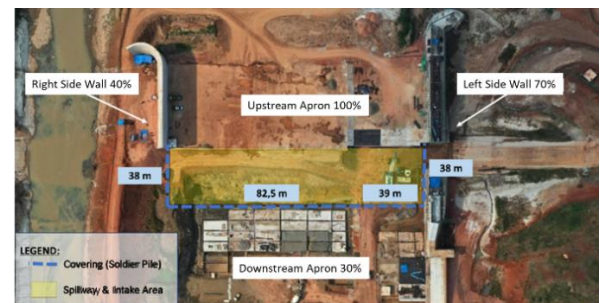 Right Side Wall 40%
Left Side Wall 70%
Upstream Apron 100%
38 m
38 m
82,5 m
39 m
LEGEND:
Covering (Soldier Pile)
Spillway & Intake Area
Downstream Apron 30%